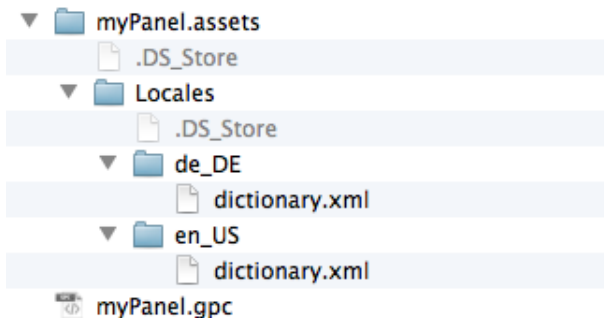 myPanel.assets
.DS_Store
Locales
.DS_Store
de_DE
dictionary.xml
en_US
dictionary.xml
myPanel.gpc